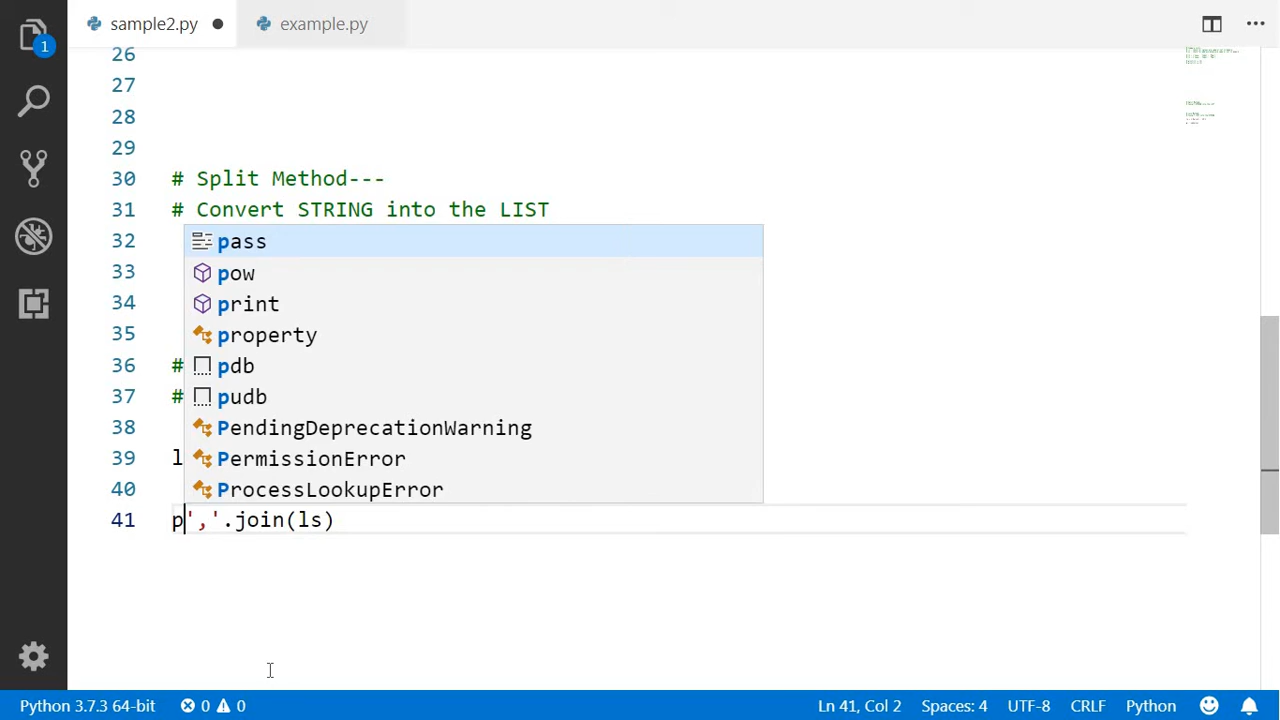 sample2.py example.py
1
26
27
28
29
30 # Split Method---
31 # Convert STRING into the LIST
32 pass
33 pow
34 print
35 property
36 # pdb
37 # pudb
38 PendingDeprecationWarning
39 l PermissionError
40 ProcessLookupError
41 p','.join(ls)
Python 3.7.3 64-bit 0 0 Ln 41, Col 2 Spaces: 4 UTF-8 CRLF Python